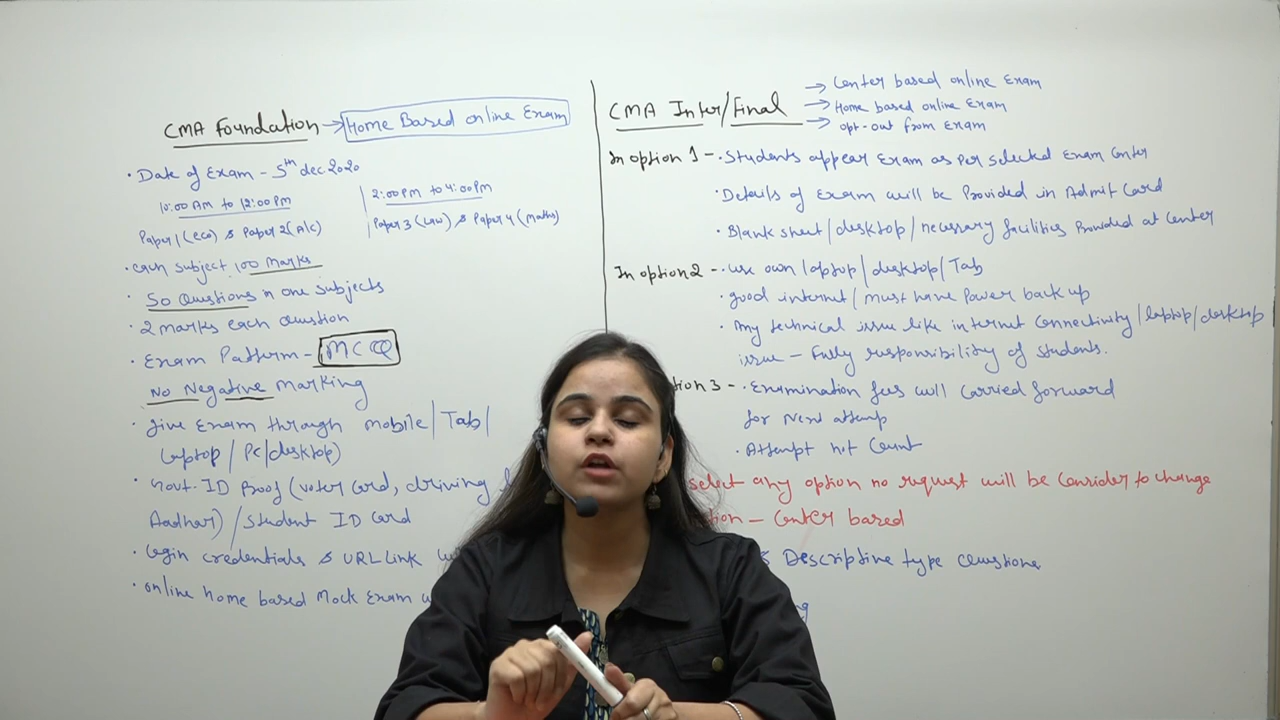 CMA Foundation → Home Based online Exam
• Date of Exam - 5th dec 2020
10:00 AM to 12:00 PM
Paper 1 (eco) & Paper 2 (A/c)
2:00 PM to 4:00 PM
Paper 3 (Law) & Paper 4 (Maths)
• each subject 100 Marks
• 50 Questions in one subjects
• 2 marks each question
• Exam Pattern - MCQ
No Negative Marking
• give Exam through mobile/Tab/
Laptop/PC/desktop)
• Govt. ID Proof (voter Card, driving
Aadhar)/Student ID Card
• login credentials & URL Link
• online home based Mock Exam
CMA Inter/Final
→ Center based online Exam
→ Home based online Exam
→ opt-out from Exam
In option 1 - • Students appear Exam as per selected Exam Center
• Details of Exam will be Provided in Admit Card
• Blank sheet/desktop/necessary facilities Provided at Center
In option 2 - • use own laptop/desktop/Tab
• good internet/must have Power back up
• Any technical issue like internet Connectivity/laptop/desktop
issue - Fully responsibility of students.
tion 3 - • Examination fees will carried forward
for Next attemp
• Attempt not Count
select any option no request will be Consider to change
tion - Center based
& Descriptive type questions